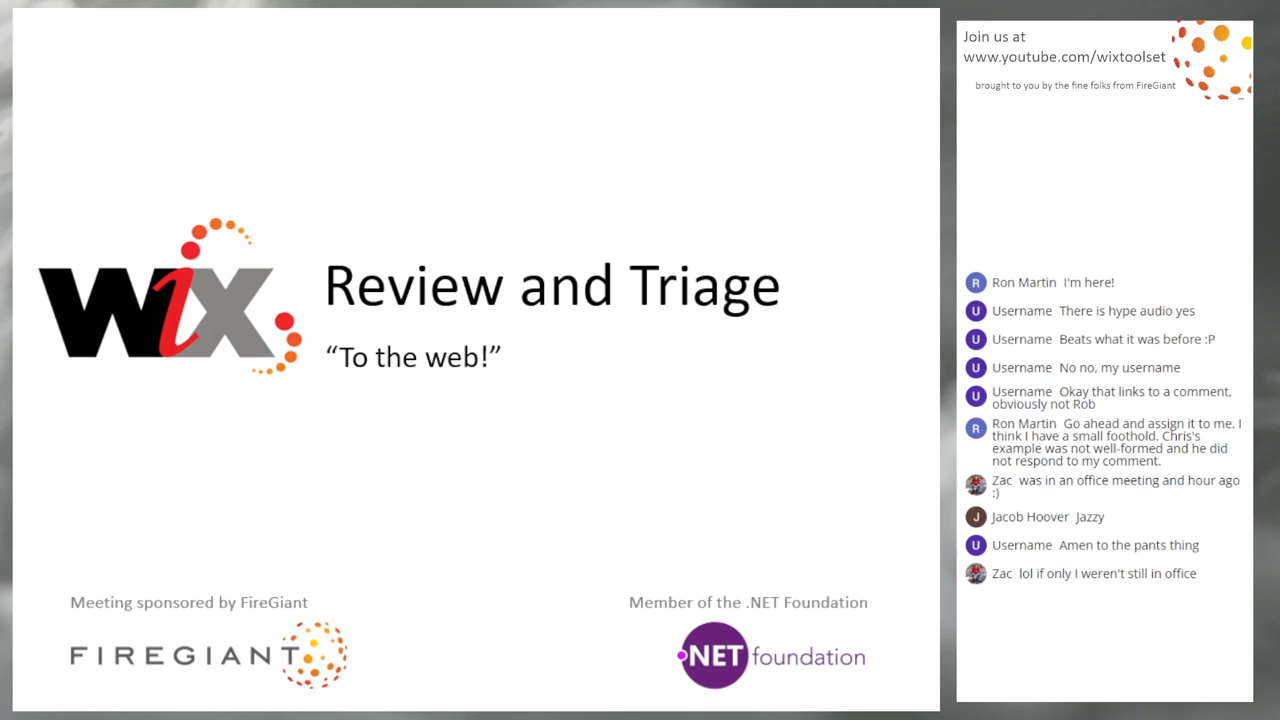 WiX
Review and Triage
“To the web!”
Meeting sponsored by FireGiant
FIREGIANT
Member of the .NET Foundation
.NET foundation
Join us at
www.youtube.com/wixtoolset
brought to you by the fine folks from FireGiant
R Ron Martin I'm here!
U Username There is hype audio yes
U Username Beats what it was before :P
U Username No no, my username
U Username Okay that links to a comment,
obviously not Rob
R Ron Martin Go ahead and assign it to me. I
think I have a small foothold. Chris's
example was not well-formed and he did
not respond to my comment.
Zac was in an office meeting and hour ago
:)
J Jacob Hoover Jazzy
U Username Amen to the pants thing
Zac lol if only I weren't still in office